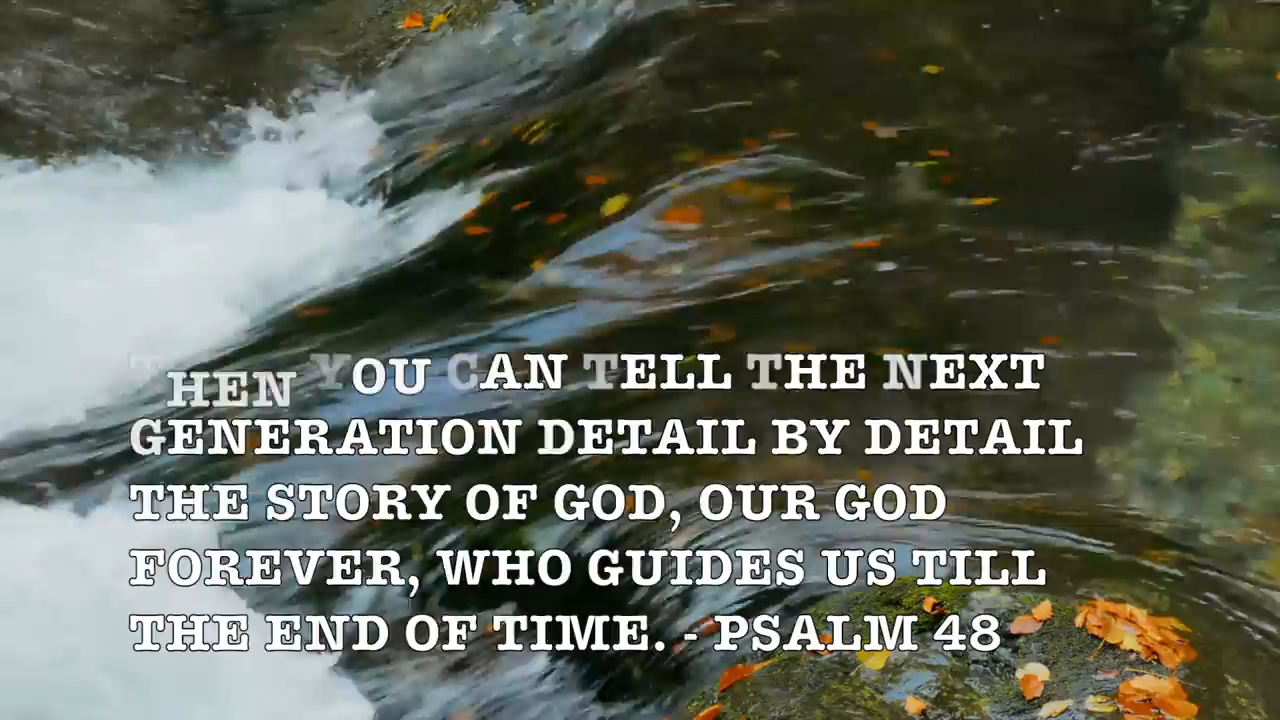 THEN YOU CAN TELL THE NEXT
GENERATION DETAIL BY DETAIL
THE STORY OF GOD, OUR GOD
FOREVER, WHO GUIDES US TILL
THE END OF TIME. - PSALM 48